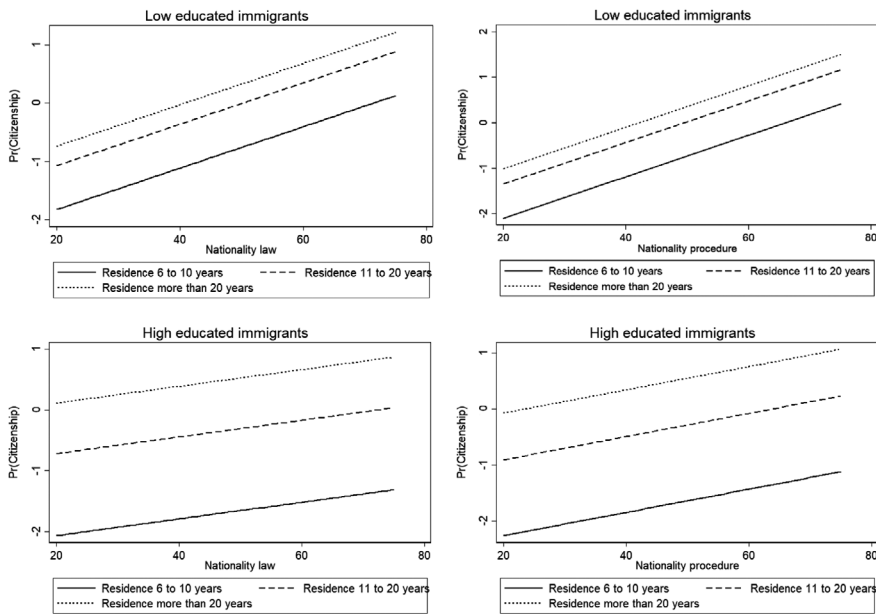 Low educated immigrants
Pr(Citizenship)
1
0
-1
-2
20 40 60 80
Nationality law
Residence 6 to 10 years Residence 11 to 20 years
Residence more than 20 years
Low educated immigrants
Pr(Citizenship)
2
1
0
-1
-2
20 40 60 80
Nationality procedure
Residence 6 to 10 years Residence 11 to 20 years
Residence more than 20 years
High educated immigrants
Pr(Citizenship)
1
0
-1
-2
20 40 60 80
Nationality law
Residence 6 to 10 years Residence 11 to 20 years
Residence more than 20 years
High educated immigrants
Pr(Citizenship)
1
0
-1
-2
20 40 60 80
Nationality procedure
Residence 6 to 10 years Residence 11 to 20 years
Residence more than 20 years